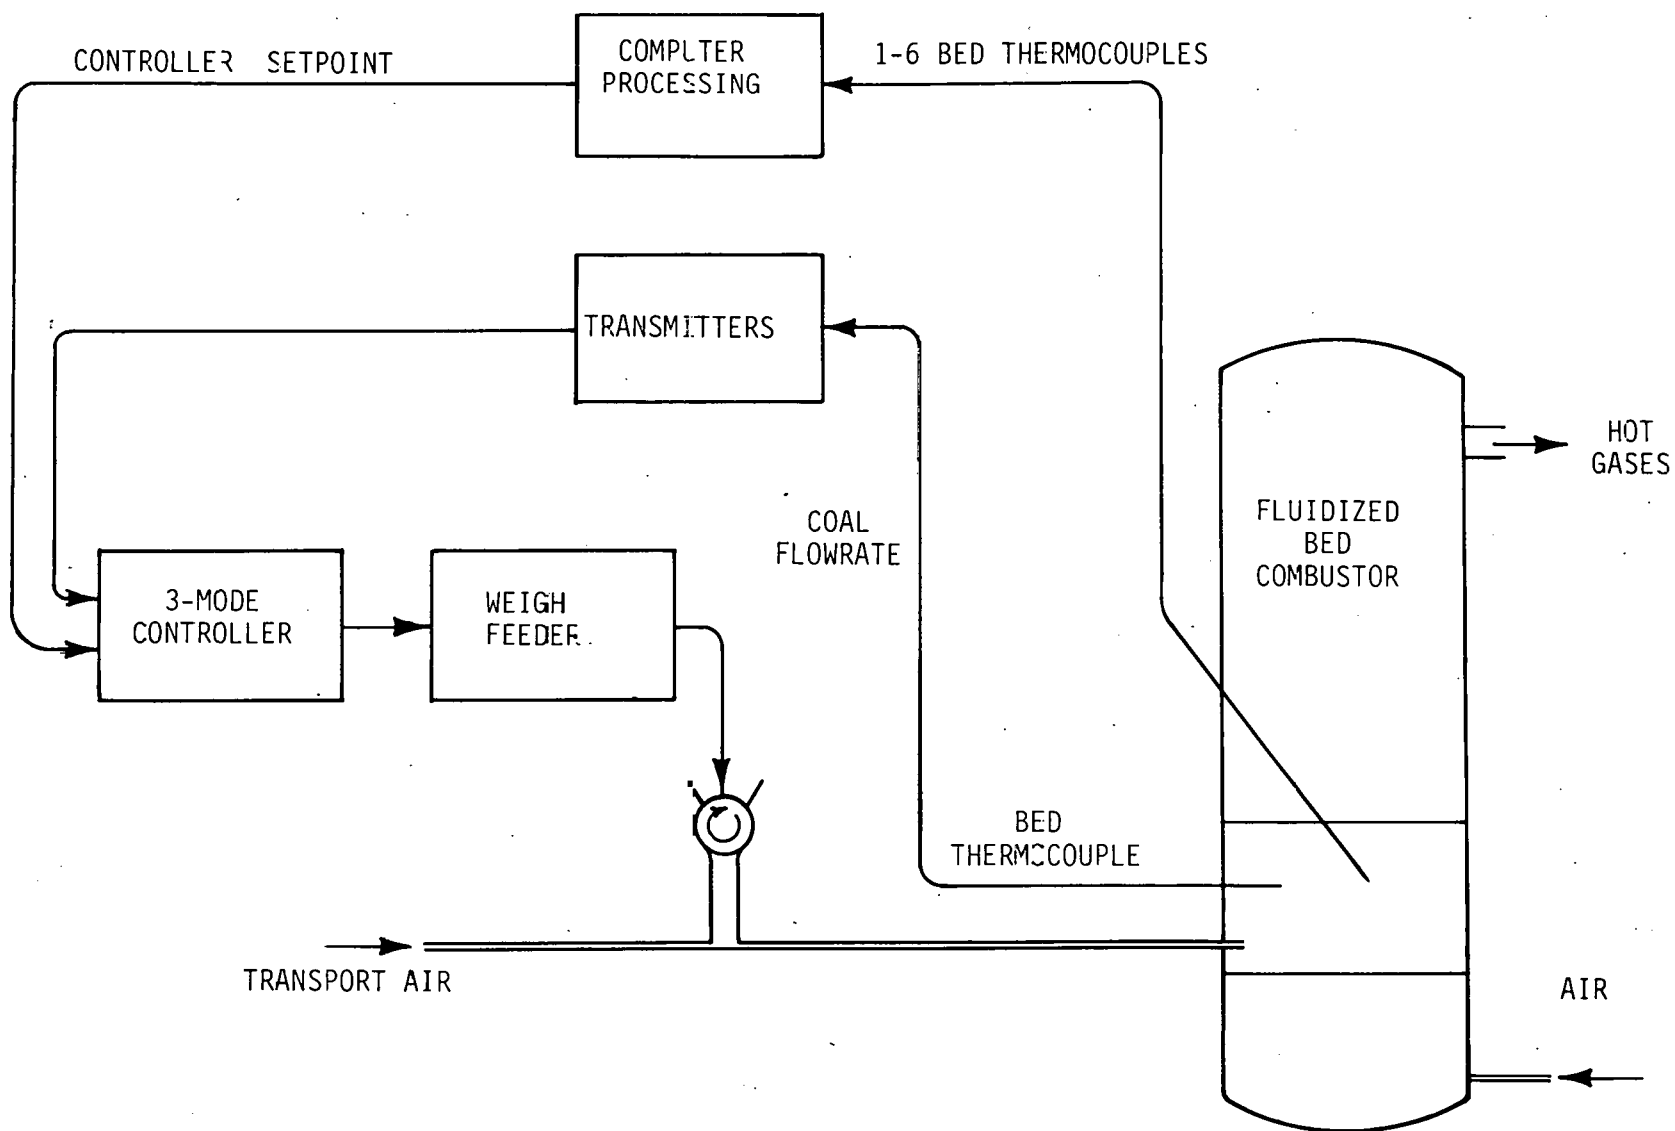 CONTROLLER SETPOINT
COMPUTER
PROCESSING
1-6 BED THERMOCOUPLES
TRANSMITTERS
HOT
GASES
COAL
FLOWRATE
FLUIDIZED
BED
COMBUSTOR
3-MODE
CONTROLLER
WEIGH
FEEDER
BED
THERMOCOUPLE
TRANSPORT AIR
AIR